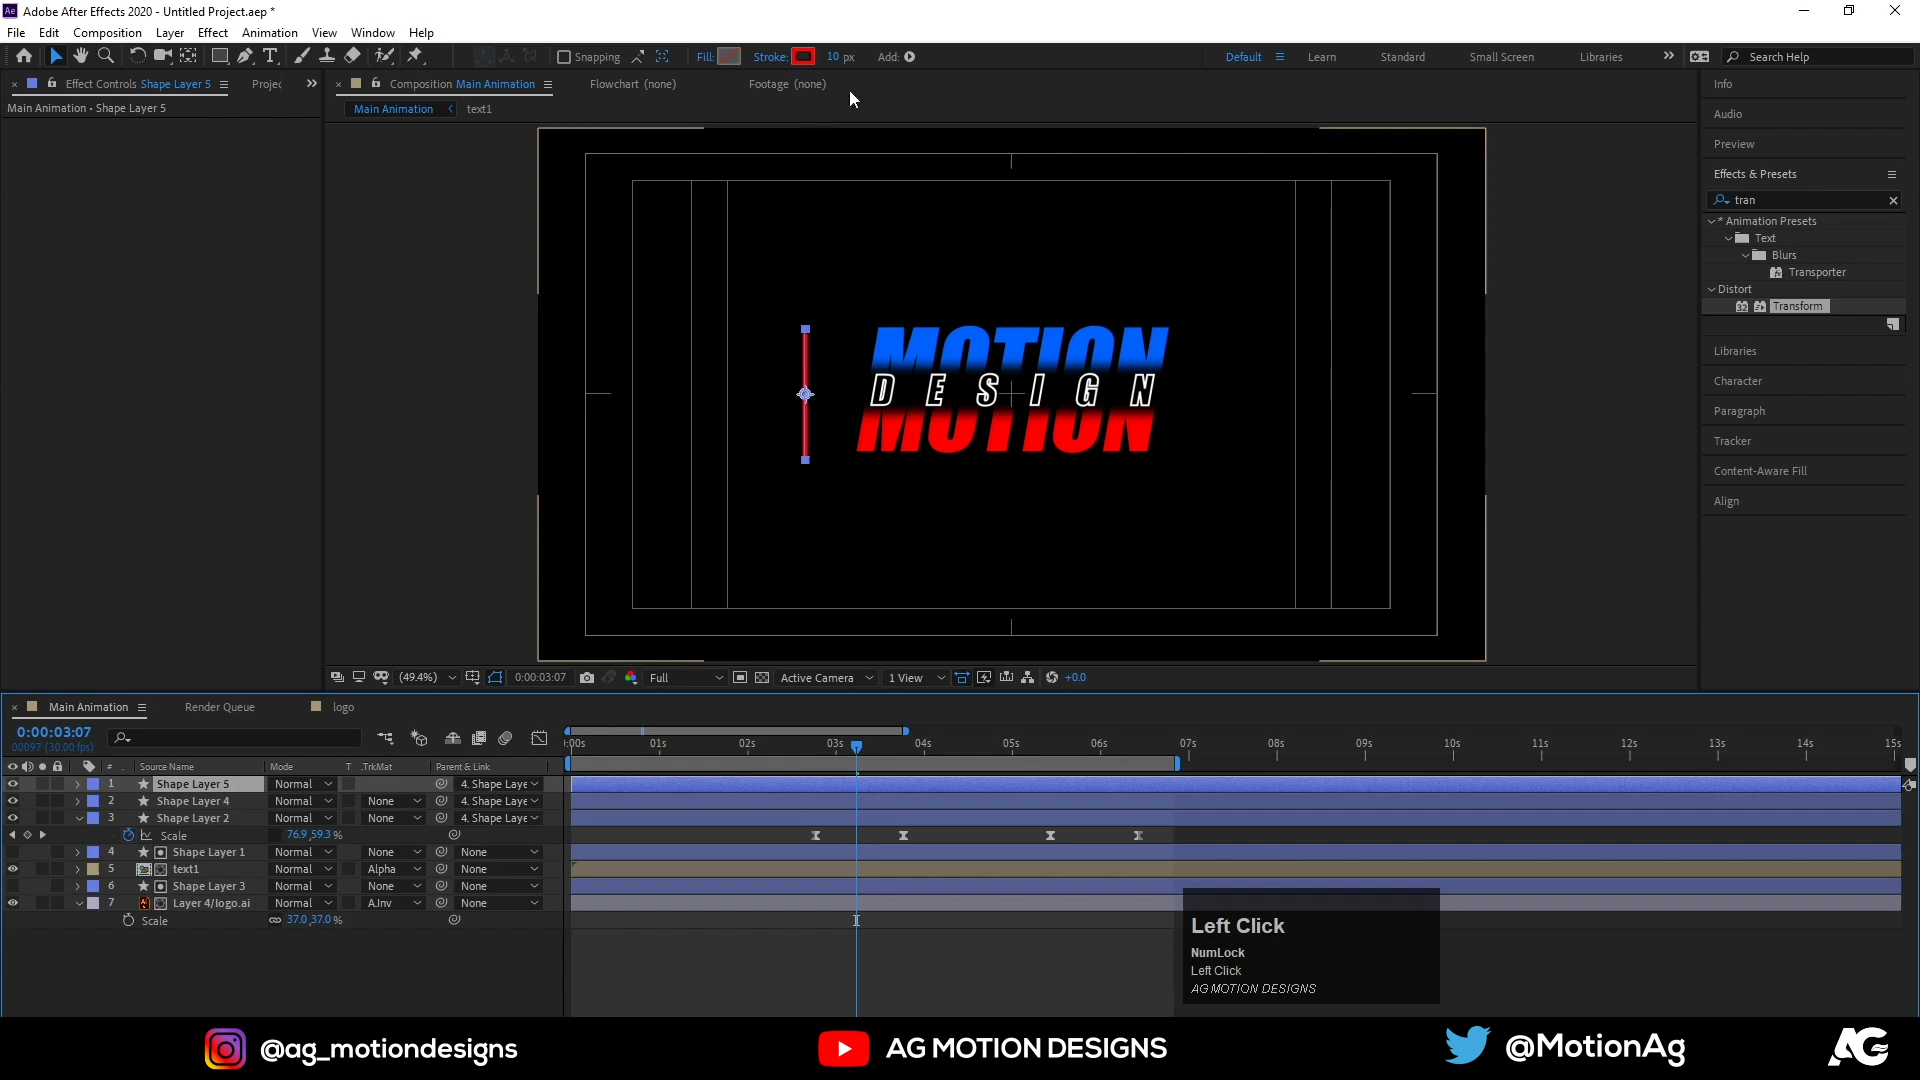 Ae Adobe After Effects 2020 - Untitled Project.aep *
File Edit Composition Layer Effect Animation View Window Help
Snapping Fill: Stroke: 10 px Add: Default Learn Standard Small Screen Libraries Search Help
Effect Controls Shape Layer 5 Projec
Composition Main Animation Flowchart (none) Footage (none)
Main Animation • Shape Layer 5
Main Animation text1
Info
Audio
Preview
Effects & Presets
tran
* Animation Presets
Text
Blurs
Transporter
Distort
Transform
Libraries
Character
Paragraph
Tracker
Content-Aware Fill
Align
MOTION
DESIGN
MOTION
(49.4%) 0:00:03:07 Full Active Camera 1 View +0.0
Main Animation Render Queue logo
0:00:03:07
00097 (30.00 fps)
:00s 01s 02s 03s 04s 05s 06s 07s 08s 09s 10s 11s 12s 13s 14s 15s
# Source Name Mode T .TrkMat Parent & Link
1 Shape Layer 5 Normal 4. Shape Laye
2 Shape Layer 4 Normal None 4. Shape Laye
3 Shape Layer 2 Normal None 4. Shape Laye
Scale 76.9,59.3%
4 Shape Layer 1 Normal None None
5 text1 Normal Alpha None
6 Shape Layer 3 Normal None None
7 Layer 4/logo.ai Normal A.Inv None
Scale 37.0,37.0%
Left Click
NumLock
Left Click
AG MOTION DESIGNS
@ag_motiondesigns AG MOTION DESIGNS @MotionAg AG